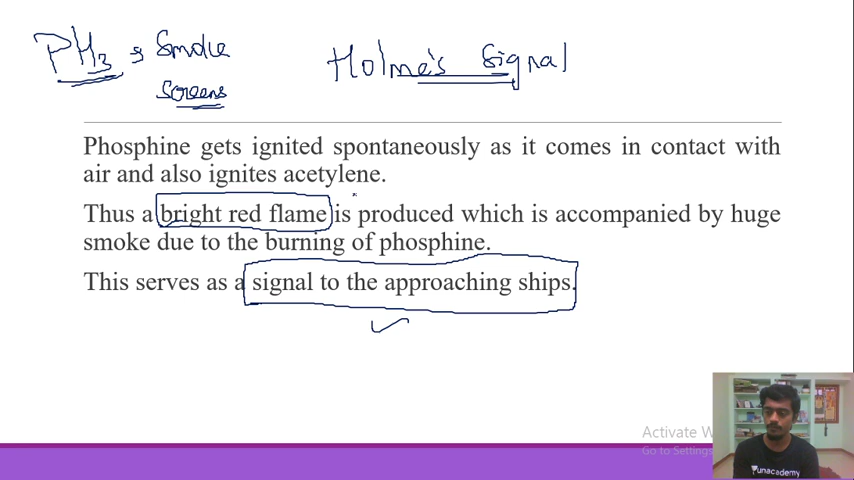 PH3 → Smoke Holme's Signal
Screens
Phosphine gets ignited spontaneously as it comes in contact with
air and also ignites acetylene.
Thus a bright red flame is produced which is accompanied by huge
smoke due to the burning of phosphine.
This serves as a signal to the approaching ships.
Activate W
Go to Settings
unacademy